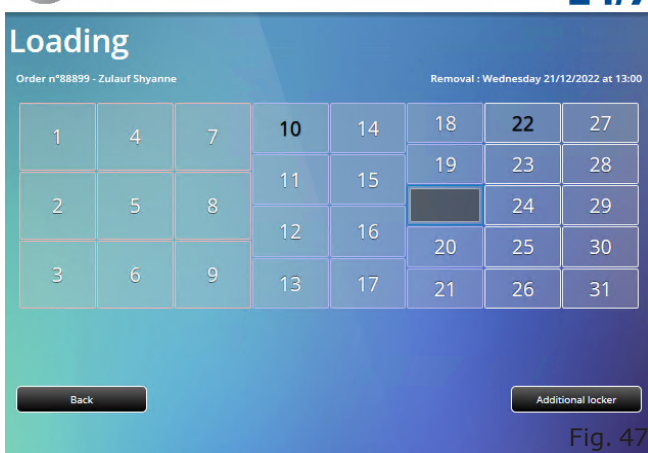 24/7
Loading
Order n°88899 - Zulauf Shyanne
Removal : Wednesday 21/12/2022 at 13:00
1 4 7 10 14 18 22 27
11 15 19 23 28
2 5 8 24 29
12 16 20 25 30
3 6 9 13 17 21 26 31
Back
Additional locker
Fig. 47